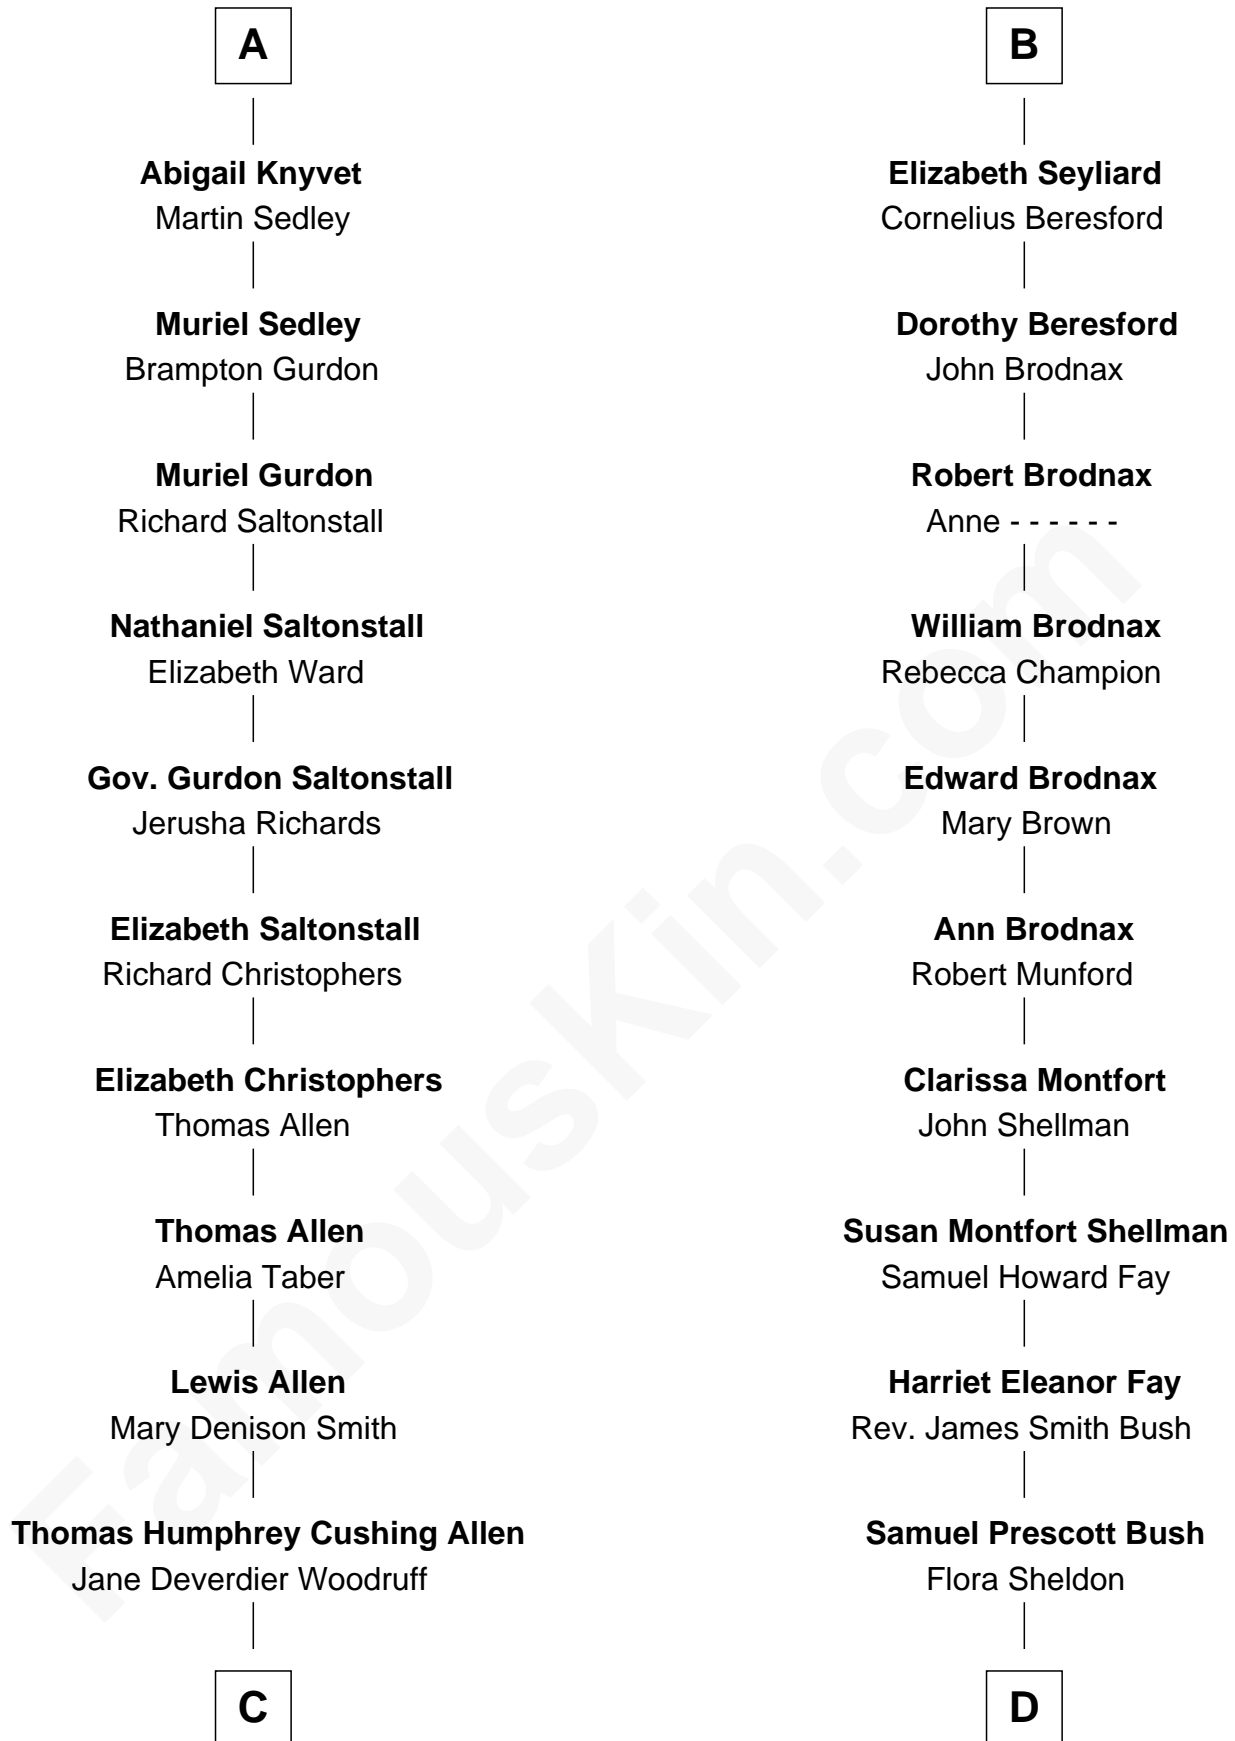 A
Abigail Knyvet
Martin Sedley
Muriel Sedley
Brampton Gurdon
Muriel Gurdon
Richard Saltonstall
Nathaniel Saltonstall
Elizabeth Ward
Gov. Gurdon Saltonstall
Jerusha Richards
Elizabeth Saltonstall
Richard Christophers
Elizabeth Christophers
Thomas Allen
Thomas Allen
Amelia Taber
Lewis Allen
Mary Denison Smith
Thomas Humphrey Cushing Allen
Jane Deverdier Woodruff
C
B
Elizabeth Seyliard
Cornelius Beresford
Dorothy Beresford
John Brodnax
Robert Brodnax
Anne - - - - - -
William Brodnax
Rebecca Champion
Edward Brodnax
Mary Brown
Ann Brodnax
Robert Munford
Clarissa Montfort
John Shellman
Susan Montfort Shellman
Samuel Howard Fay
Harriet Eleanor Fay
Rev. James Smith Bush
Samuel Prescott Bush
Flora Sheldon
D
FamousKin.com